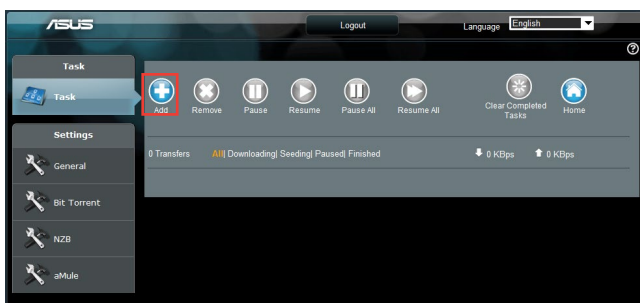 ASUS
Logout
Language English
Task
Task
Settings
General
Bit Torrent
NZB
aMule
Add
Remove
Pause
Resume
Pause All
Resume All
Clear Completed
Tasks
Home
0 Transfers All| Downloading| Seeding| Paused| Finished 0 KBps 0 KBps